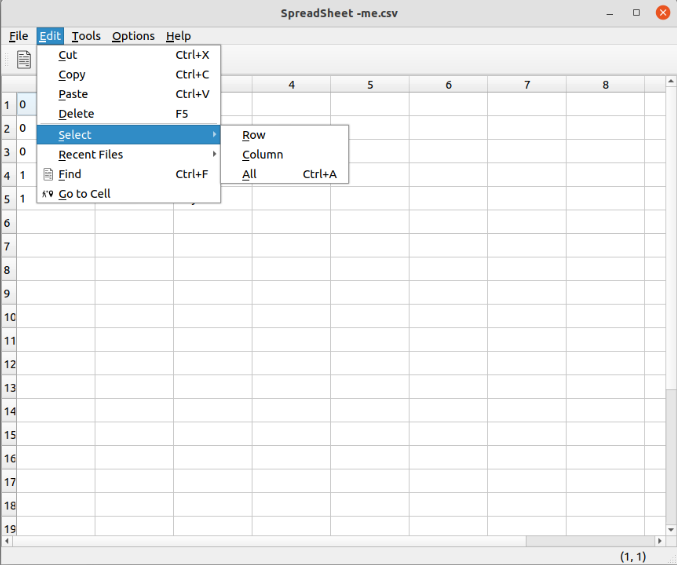 SpreadSheet -me.csv
File Edit Tools Options Help
Cut Ctrl+X
Copy Ctrl+C
Paste Ctrl+V
Delete F5
Select
Recent Files
Find Ctrl+F
Go to Cell
Row
Column
All Ctrl+A
4 5 6 7 8
1 0
2 0
3 0
4 1
5 1
6
7
8
9
10
11
12
13
14
15
16
17
18
19
(1, 1)